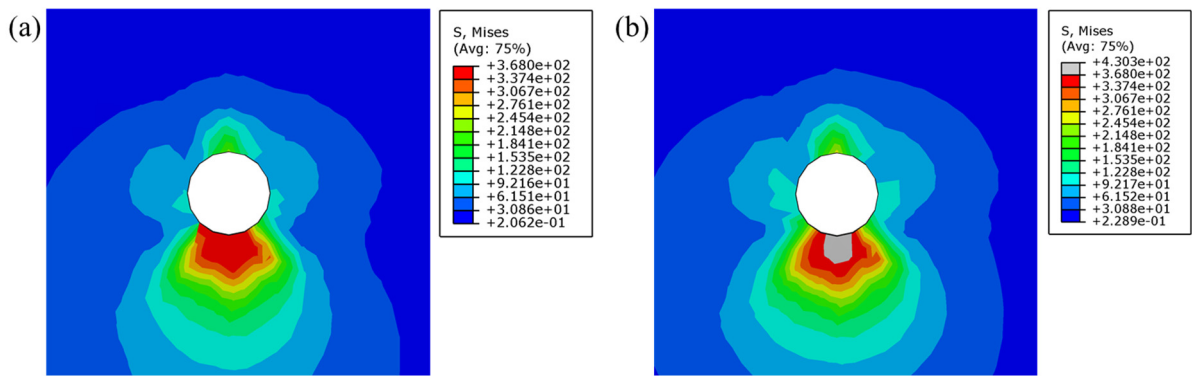 (a)
S, Mises
(Avg: 75%)
+3.680e+02
+3.374e+02
+3.067e+02
+2.761e+02
+2.454e+02
+2.148e+02
+1.841e+02
+1.535e+02
+1.228e+02
+9.216e+01
+6.151e+01
+3.086e+01
+2.062e-01
(b)
S, Mises
(Avg: 75%)
+4.303e+02
+3.680e+02
+3.374e+02
+3.067e+02
+2.761e+02
+2.454e+02
+2.148e+02
+1.841e+02
+1.535e+02
+1.228e+02
+9.217e+01
+6.152e+01
+3.088e+01
+2.289e-01